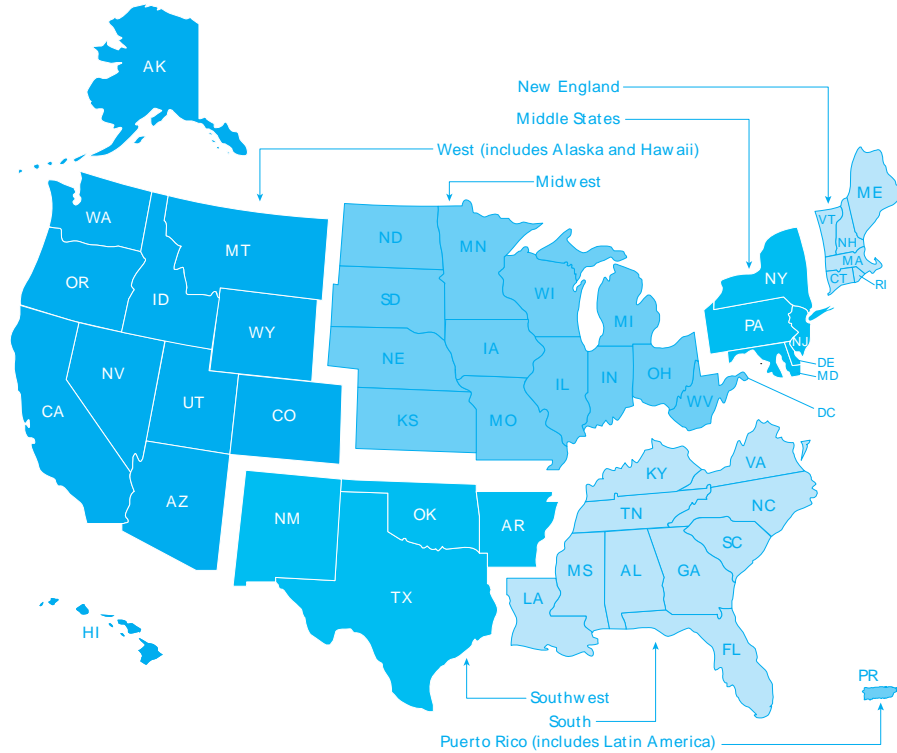 AK
New England
Middle States
West (includes Alaska and Hawaii)
Midwest
ME
VT
WA
ND
MN
NH
MT
MA
OR
NY
CT
RI
ID
SD
WI
MI
PA
WY
NJ
IA
NE
DE
OH
MD
NV
IL
IN
UT
WV
CA
CO
KS
MO
DC
VA
KY
AZ
NC
TN
NM
OK
AR
SC
MS
AL
GA
TX
LA
HI
FL
PR
Southwest
South
Puerto Rico (includes Latin America)